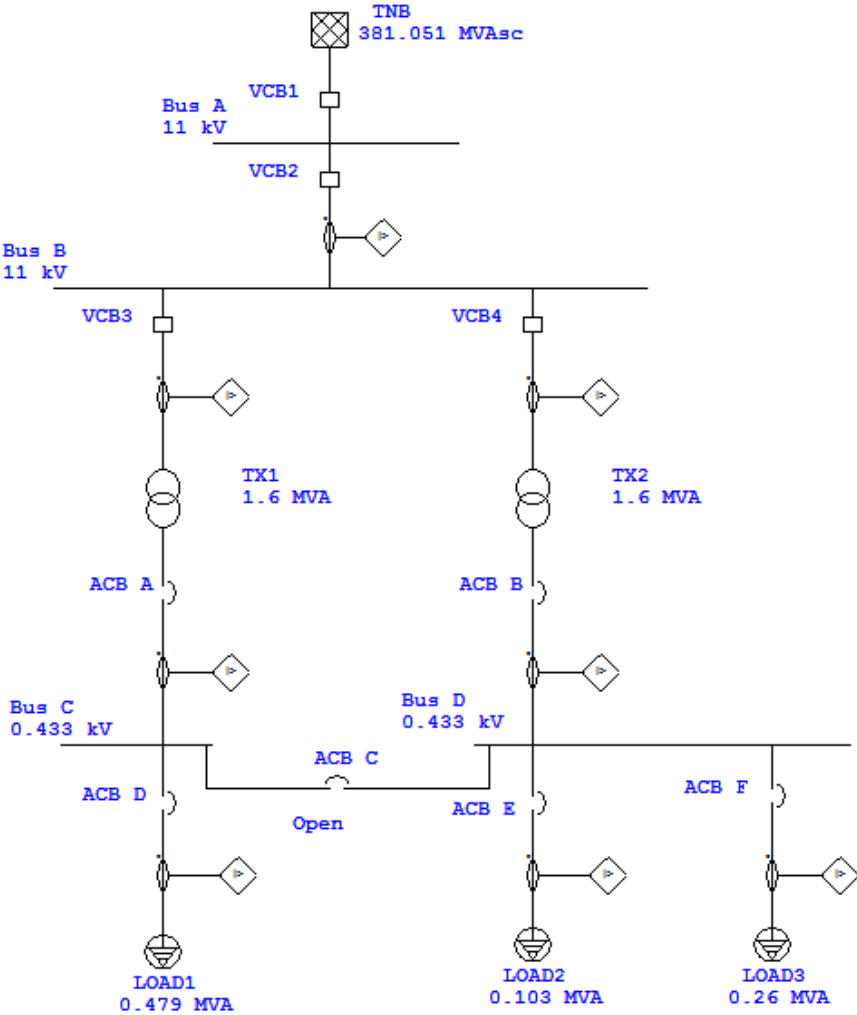 TNB
381.051 MVAsc
VCB1
Bus A
11 kV
VCB2
I>
Bus B
11 kV
VCB3
VCB4
I>
I>
TX1
1.6 MVA
TX2
1.6 MVA
ACB A
ACB B
I>
I>
Bus C
0.433 kV
Bus D
0.433 kV
ACB C
ACB D
Open
ACB E
ACB F
I>
I>
I>
LOAD1
0.479 MVA
LOAD2
0.103 MVA
LOAD3
0.26 MVA